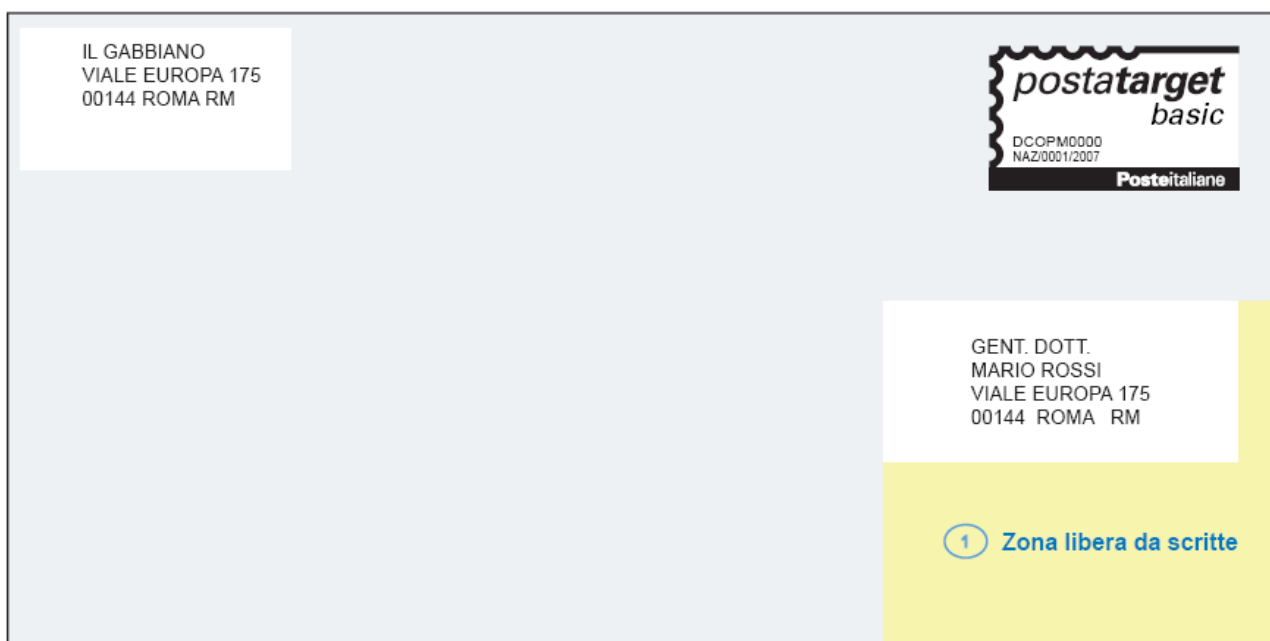 IL GABBIANO
VIALE EUROPA 175
00144 ROMA RM
postatarget
basic
DCOPM0000
NAZ/0001/2007
Posteitaliane
GENT. DOTT.
MARIO ROSSI
VIALE EUROPA 175
00144 ROMA RM
1 Zona libera da scritte